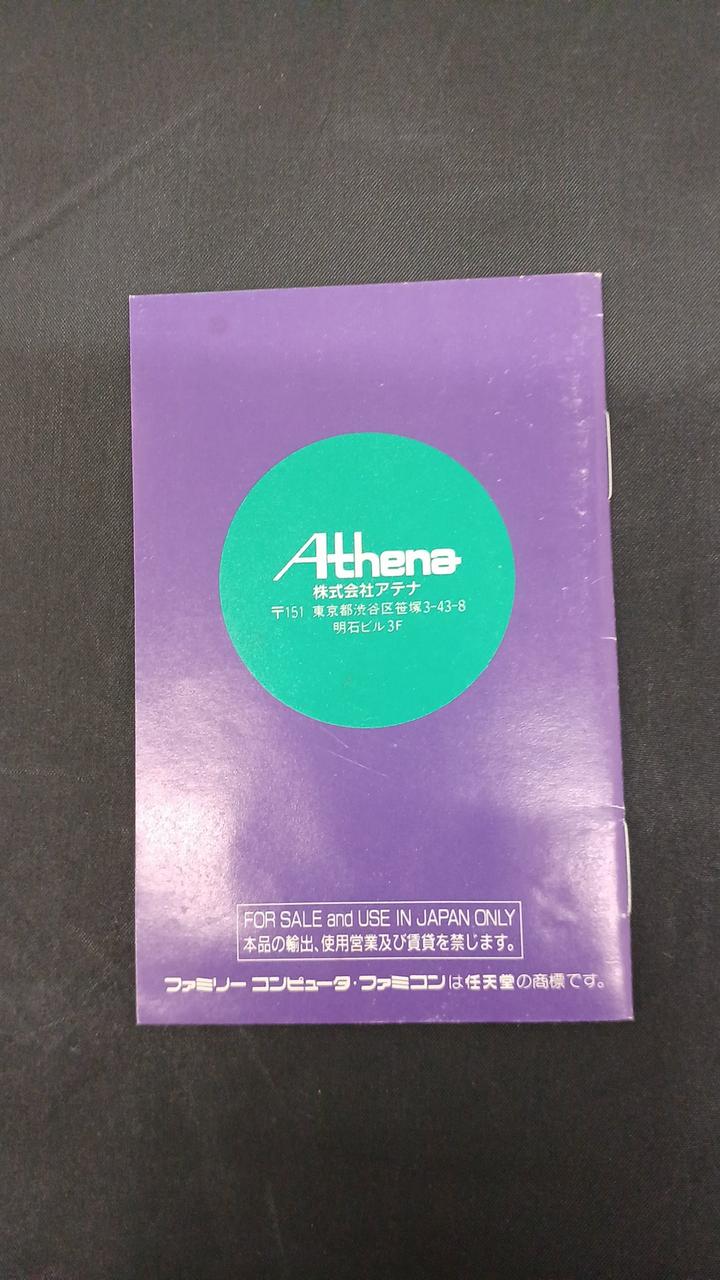 Athena
株式会社アテナ
〒151 東京都渋谷区笹塚3-43-8
明石ビル3F
FOR SALE and USE IN JAPAN ONLY
本品の輸出、使用営業及び賃貸を禁じます。
ファミリー コンピュータ・ファミコンは任天堂の商標です。